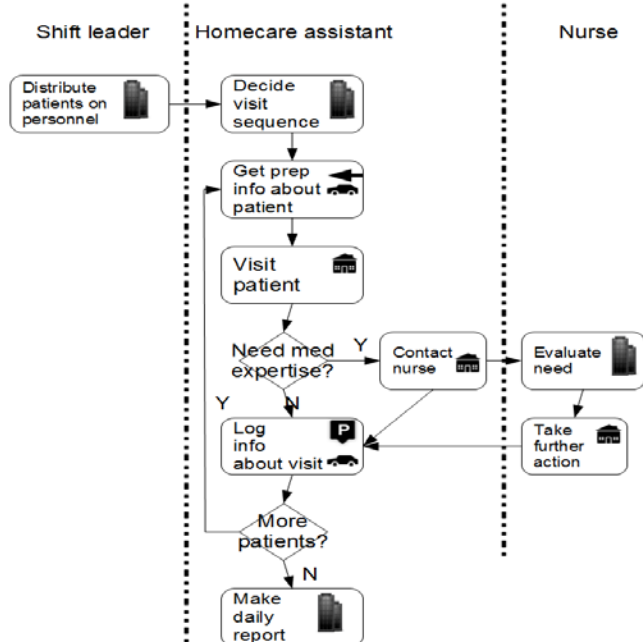 Shift leader
Homecare assistant
Nurse
Distribute
patients on
personnel
Decide
visit
sequence
Get prep
info about
patient
Visit
patient
Need med
expertise?
Y
Contact
nurse
Evaluate
need
Y
N
Log
info
about visit
P
Take
further
action
More
patients?
N
Make
daily
report